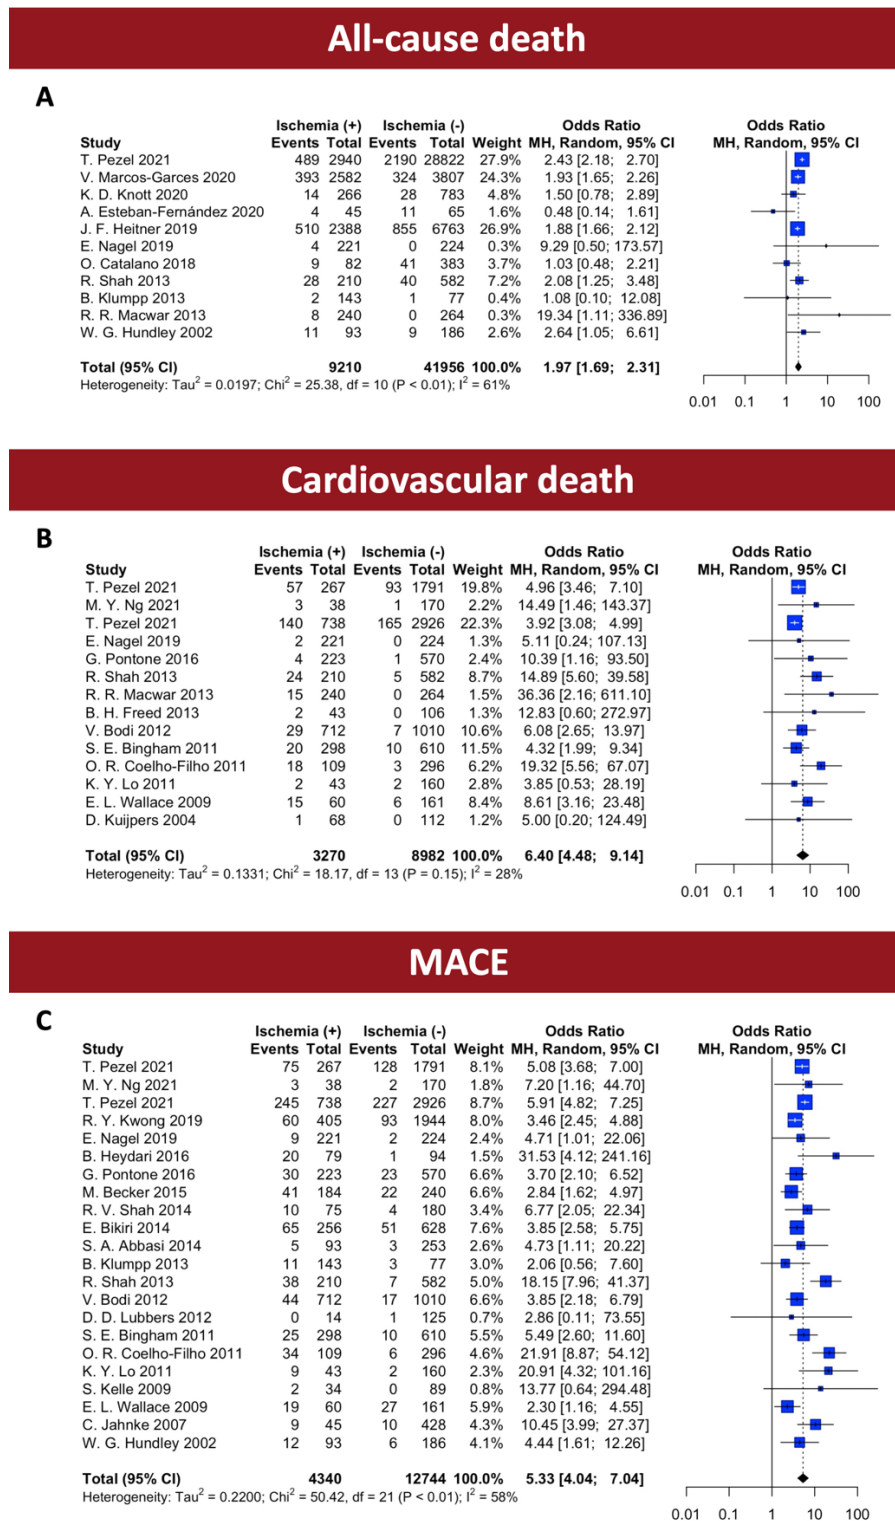 All-cause death
A
Ischemia (+) Ischemia (-) Odds Ratio Odds Ratio
Study Events Total Events Total Weight MH, Random, 95% CI MH, Random, 95% CI
T. Pezel 2021 489 2940 2190 28822 27.9% 2.43 [2.18; 2.70]
V. Marcos-Garces 2020 393 2582 324 3807 24.3% 1.93 [1.65; 2.26]
K. D. Knott 2020 14 266 28 783 4.8% 1.50 [0.78; 2.89]
A. Esteban-Fernández 2020 4 45 11 65 1.6% 0.48 [0.14; 1.61]
J. F. Heitner 2019 510 2388 855 6763 26.9% 1.88 [1.66; 2.12]
E. Nagel 2019 4 221 0 224 0.3% 9.29 [0.50; 173.57]
O. Catalano 2018 9 82 41 383 3.7% 1.03 [0.48; 2.21]
R. Shah 2013 28 210 40 582 7.2% 2.08 [1.25; 3.48]
B. Klumpp 2013 2 143 1 77 0.4% 1.08 [0.10; 12.08]
R. R. Macwar 2013 8 240 0 264 0.3% 19.34 [1.11; 336.89]
W. G. Hundley 2002 11 93 9 186 2.6% 2.64 [1.05; 6.61]
Total (95% CI) 9210 41956 100.0% 1.97 [1.69; 2.31]
Heterogeneity: Tau² = 0.0197; Chi² = 25.38, df = 10 (P < 0.01); I² = 61%
0.01 0.1 1 10 100
Cardiovascular death
B
Ischemia (+) Ischemia (-) Odds Ratio Odds Ratio
Study Events Total Events Total Weight MH, Random, 95% CI MH, Random, 95% CI
T. Pezel 2021 57 267 93 1791 19.8% 4.96 [3.46; 7.10]
M. Y. Ng 2021 3 38 1 170 2.2% 14.49 [1.46; 143.37]
T. Pezel 2021 140 738 165 2926 22.3% 3.92 [3.08; 4.99]
E. Nagel 2019 2 221 0 224 1.3% 5.11 [0.24; 107.13]
G. Pontone 2016 4 223 1 570 2.4% 10.39 [1.16; 93.50]
R. Shah 2013 24 210 5 582 8.7% 14.89 [5.60; 39.58]
R. R. Macwar 2013 15 240 0 264 1.5% 36.36 [2.16; 611.10]
B. H. Freed 2013 2 43 0 106 1.3% 12.83 [0.60; 272.97]
V. Bodi 2012 29 712 7 1010 10.6% 6.08 [2.65; 13.97]
S. E. Bingham 2011 20 298 10 610 11.5% 4.32 [1.99; 9.34]
O. R. Coelho-Filho 2011 18 109 3 296 6.2% 19.32 [5.56; 67.07]
K. Y. Lo 2011 2 43 2 160 2.8% 3.85 [0.53; 28.19]
E. L. Wallace 2009 15 60 6 161 8.4% 8.61 [3.16; 23.48]
D. Kuijpers 2004 1 68 0 112 1.2% 5.00 [0.20; 124.49]
Total (95% CI) 3270 8982 100.0% 6.40 [4.48; 9.14]
Heterogeneity: Tau² = 0.1331; Chi² = 18.17, df = 13 (P = 0.15); I² = 28%
0.01 0.1 1 10 100
MACE
C
Ischemia (+) Ischemia (-) Odds Ratio Odds Ratio
Study Events Total Events Total Weight MH, Random, 95% CI MH, Random, 95% CI
T. Pezel 2021 75 267 128 1791 8.1% 5.08 [3.68; 7.00]
M. Y. Ng 2021 3 38 2 170 1.8% 7.20 [1.16; 44.70]
T. Pezel 2021 245 738 227 2926 8.7% 5.91 [4.82; 7.25]
R. Y. Kwong 2019 60 405 93 1944 8.0% 3.46 [2.45; 4.88]
E. Nagel 2019 9 221 2 224 2.4% 4.71 [1.01; 22.06]
B. Heydari 2016 20 79 1 94 1.5% 31.53 [4.12; 241.16]
G. Pontone 2016 30 223 23 570 6.6% 3.70 [2.10; 6.52]
M. Becker 2015 41 184 22 240 6.6% 2.84 [1.62; 4.97]
R. V. Shah 2014 10 75 4 180 3.4% 6.77 [2.05; 22.34]
E. Bikiri 2014 65 256 51 628 7.6% 3.85 [2.58; 5.75]
S. A. Abbasi 2014 5 93 3 253 2.6% 4.73 [1.11; 20.22]
B. Klumpp 2013 11 143 3 77 3.0% 2.06 [0.56; 7.60]
R. Shah 2013 38 210 7 582 5.0% 18.15 [7.96; 41.37]
V. Bodi 2012 44 712 17 1010 6.6% 3.85 [2.18; 6.79]
D. D. Lubbers 2012 0 14 1 125 0.7% 2.86 [0.11; 73.55]
S. E. Bingham 2011 25 298 10 610 5.5% 5.49 [2.60; 11.60]
O. R. Coelho-Filho 2011 34 109 6 296 4.6% 21.91 [8.87; 54.12]
K. Y. Lo 2011 9 43 2 160 2.3% 20.91 [4.32; 101.16]
S. Kelle 2009 2 34 0 89 0.8% 13.77 [0.64; 294.48]
E. L. Wallace 2009 19 60 27 161 5.9% 2.30 [1.16; 4.55]
C. Jahnke 2007 9 45 10 428 4.3% 10.45 [3.99; 27.37]
W. G. Hundley 2002 12 93 6 186 4.1% 4.44 [1.61; 12.26]
Total (95% CI) 4340 12744 100.0% 5.33 [4.04; 7.04]
Heterogeneity: Tau² = 0.2200; Chi² = 50.42, df = 21 (P < 0.01); I² = 58%
0.01 0.1 1 10 100